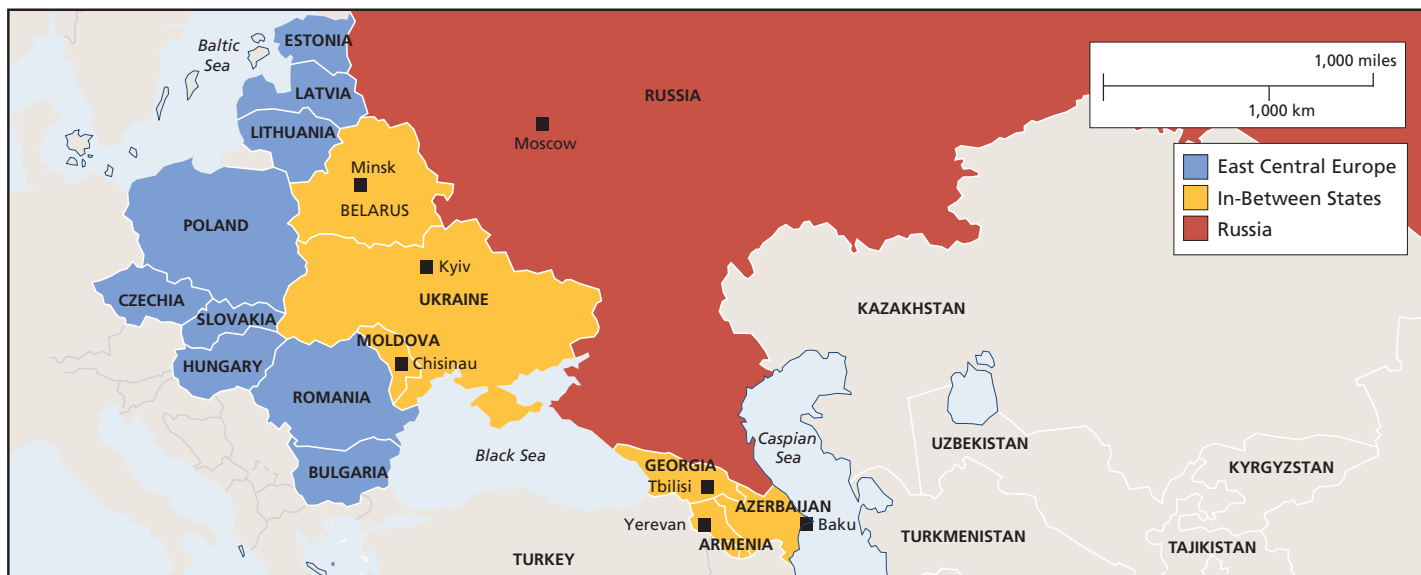 ESTONIA
Baltic
Sea
LATVIA
LITHUANIA
RUSSIA
Moscow
1,000 miles
1,000 km
East Central Europe
In-Between States
Russia
Minsk
BELARUS
POLAND
Kyiv
UKRAINE
CZECHIA
SLOVAKIA
KAZAKHSTAN
MOLDOVA
Chisinau
HUNGARY
ROMANIA
BULGARIA
Black Sea
Caspian
Sea
UZBEKISTAN
KYRGYZSTAN
GEORGIA
Tbilisi
AZERBAIJAN
Yerevan
Baku
ARMENIA
TURKEY
TURKMENISTAN
TAJIKISTAN